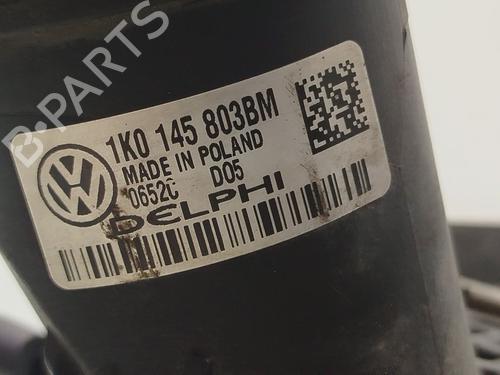 B-PARTS
1K0 145 803BM
MADE IN POLAND
0652C D05
DELPHI